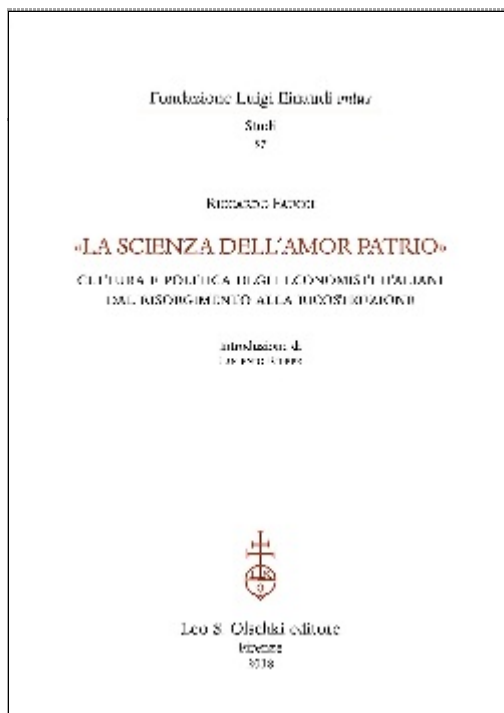 Fondazione Luigi Einaudi onlus
Studi
57
RICCARDO FAUCCI
«LA SCIENZA DELL'AMOR PATRIO»
CULTURA E POLITICA DEGLI ECONOMISTI ITALIANI
DAL RISORGIMENTO ALLA RICOSTRUZIONE
Introduzione di
Leo S. Olschki editore
Firenze
2018